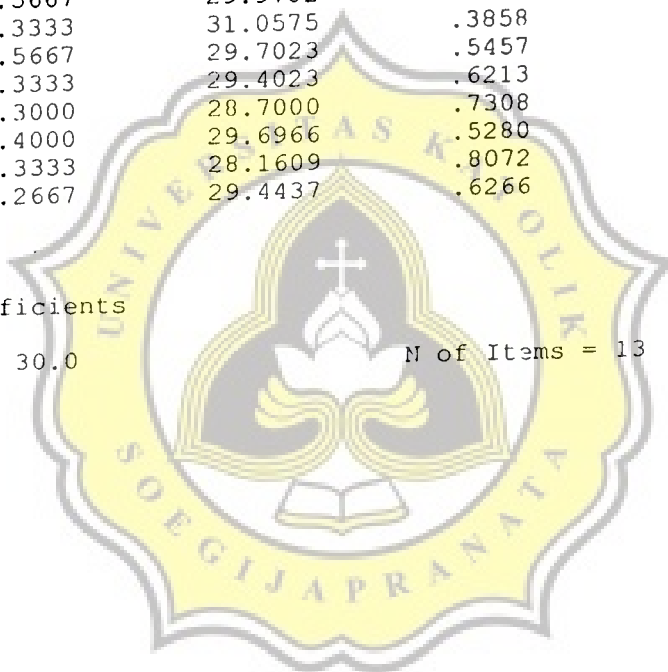 .3333 31.0575 .3858
.5667 29.7023 .5457
.3333 29.4023 .6213
.3000 28.7000 .7308
.4000 29.6966 .5280
.3333 28.1609 .8072
.2667 29.4437 .6266
ficients
30.0 N of Items = 13
UNIVERSITAS KATOLIK
SOEGIJAPRANATA